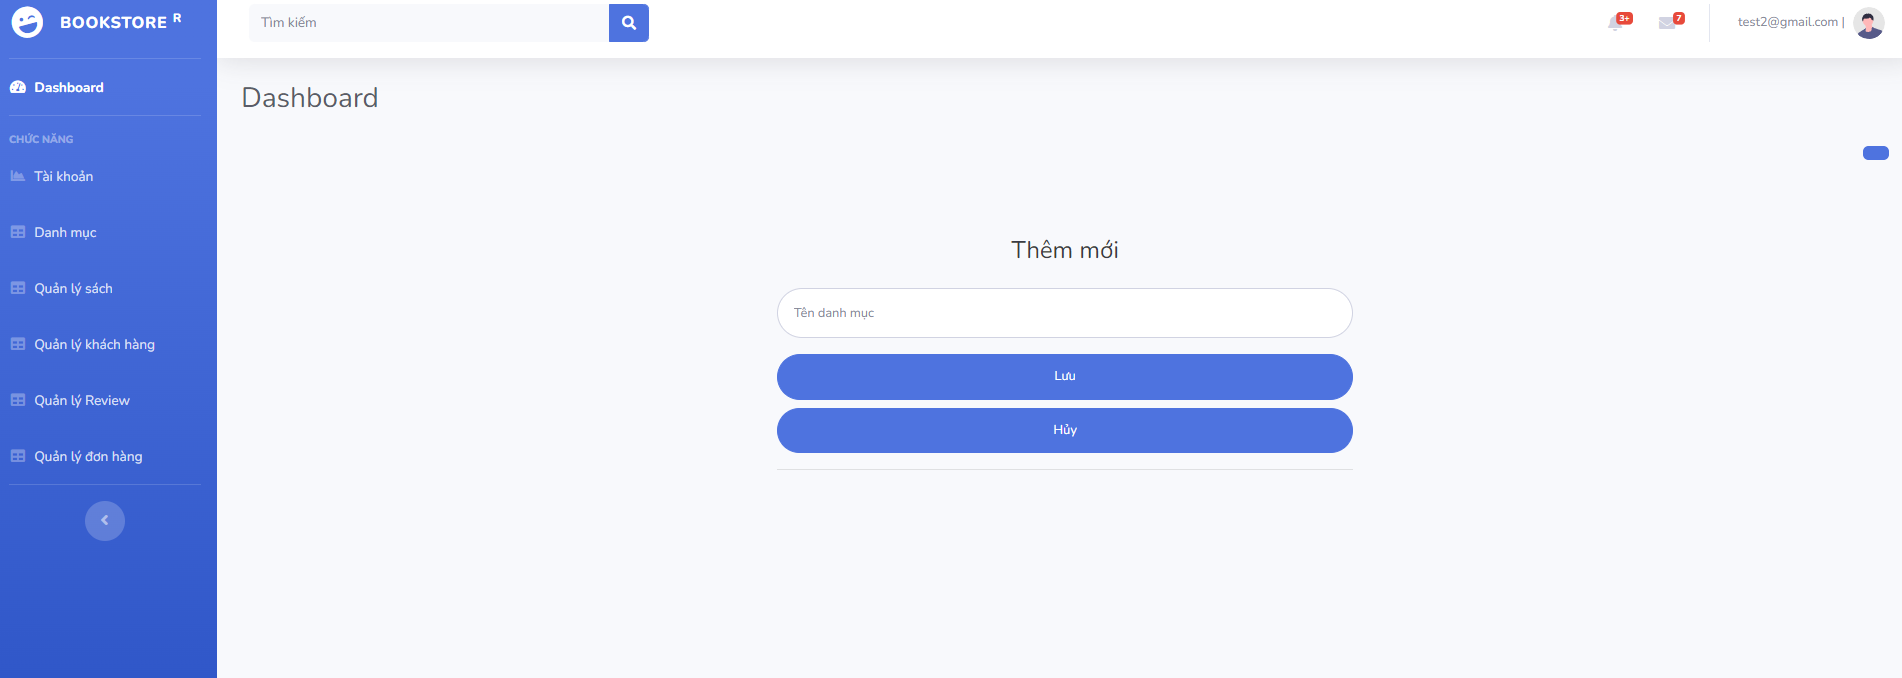 BOOKSTORE R
Tìm kiếm
3+
7
test2@gmail.com |
Dashboard
CHỨC NĂNG
Tài khoản
Danh mục
Quản lý sách
Quản lý khách hàng
Quản lý Review
Quản lý đơn hàng
Dashboard
Thêm mới
Tên danh mục
Lưu
Hủy